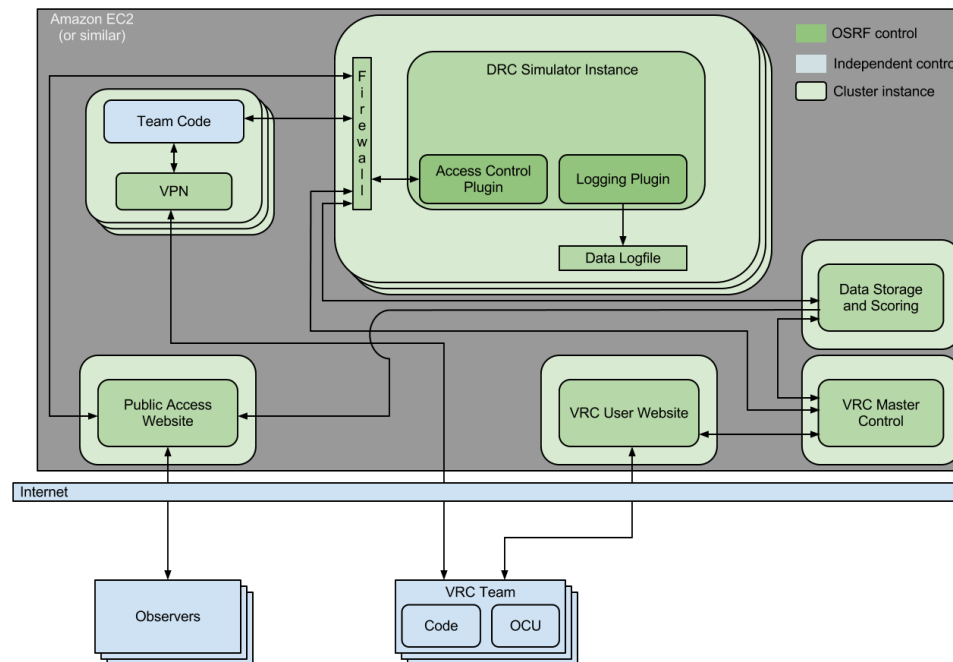 Amazon EC2
(or similar)
OSRF control
Independent control
Cluster instance
Firewall
DRC Simulator Instance
Team Code
VPN
Access Control
Plugin
Logging Plugin
Data Logfile
Data Storage
and Scoring
Public Access
Website
VRC User Website
VRC Master
Control
Internet
Observers
VRC Team
Code
OCU